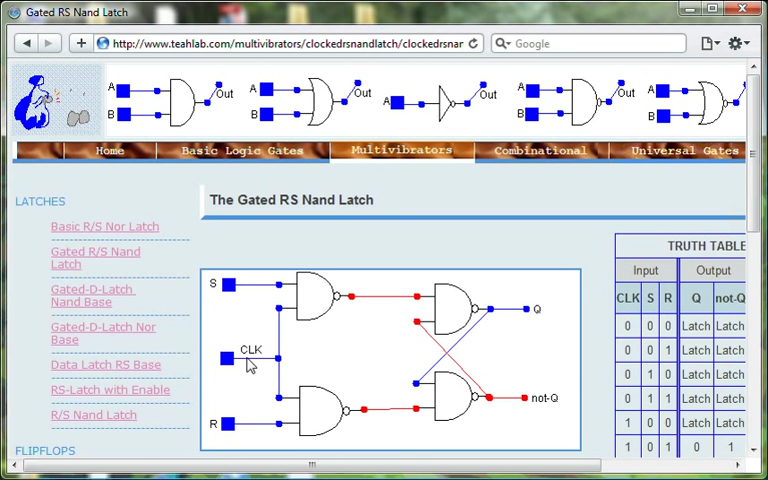 Gated RS Nand Latch
http://www.teahlab.com/multivibrators/clockedrsnandlatch/clockedrsnar
Google
A
B
Out
A
B
Out
A
Out
A
B
Out
A
B
Home
Basic Logic Gates
Multivibrators
Combinational
Universal Gates
LATCHES
Basic R/S Nor Latch
Gated R/S Nand
Latch
Gated-D-Latch
Nand Base
Gated-D-Latch Nor
Base
Data Latch RS Base
RS-Latch with Enable
R/S Nand Latch
FLIPFLOPS
The Gated RS Nand Latch
S
CLK
R
Q
not-Q
TRUTH TABLE
Input Output
CLK S R Q not-Q
0 0 0 Latch Latch
0 0 1 Latch Latch
0 1 0 Latch Latch
0 1 1 Latch Latch
1 0 0 Latch Latch
1 0 1 0 1